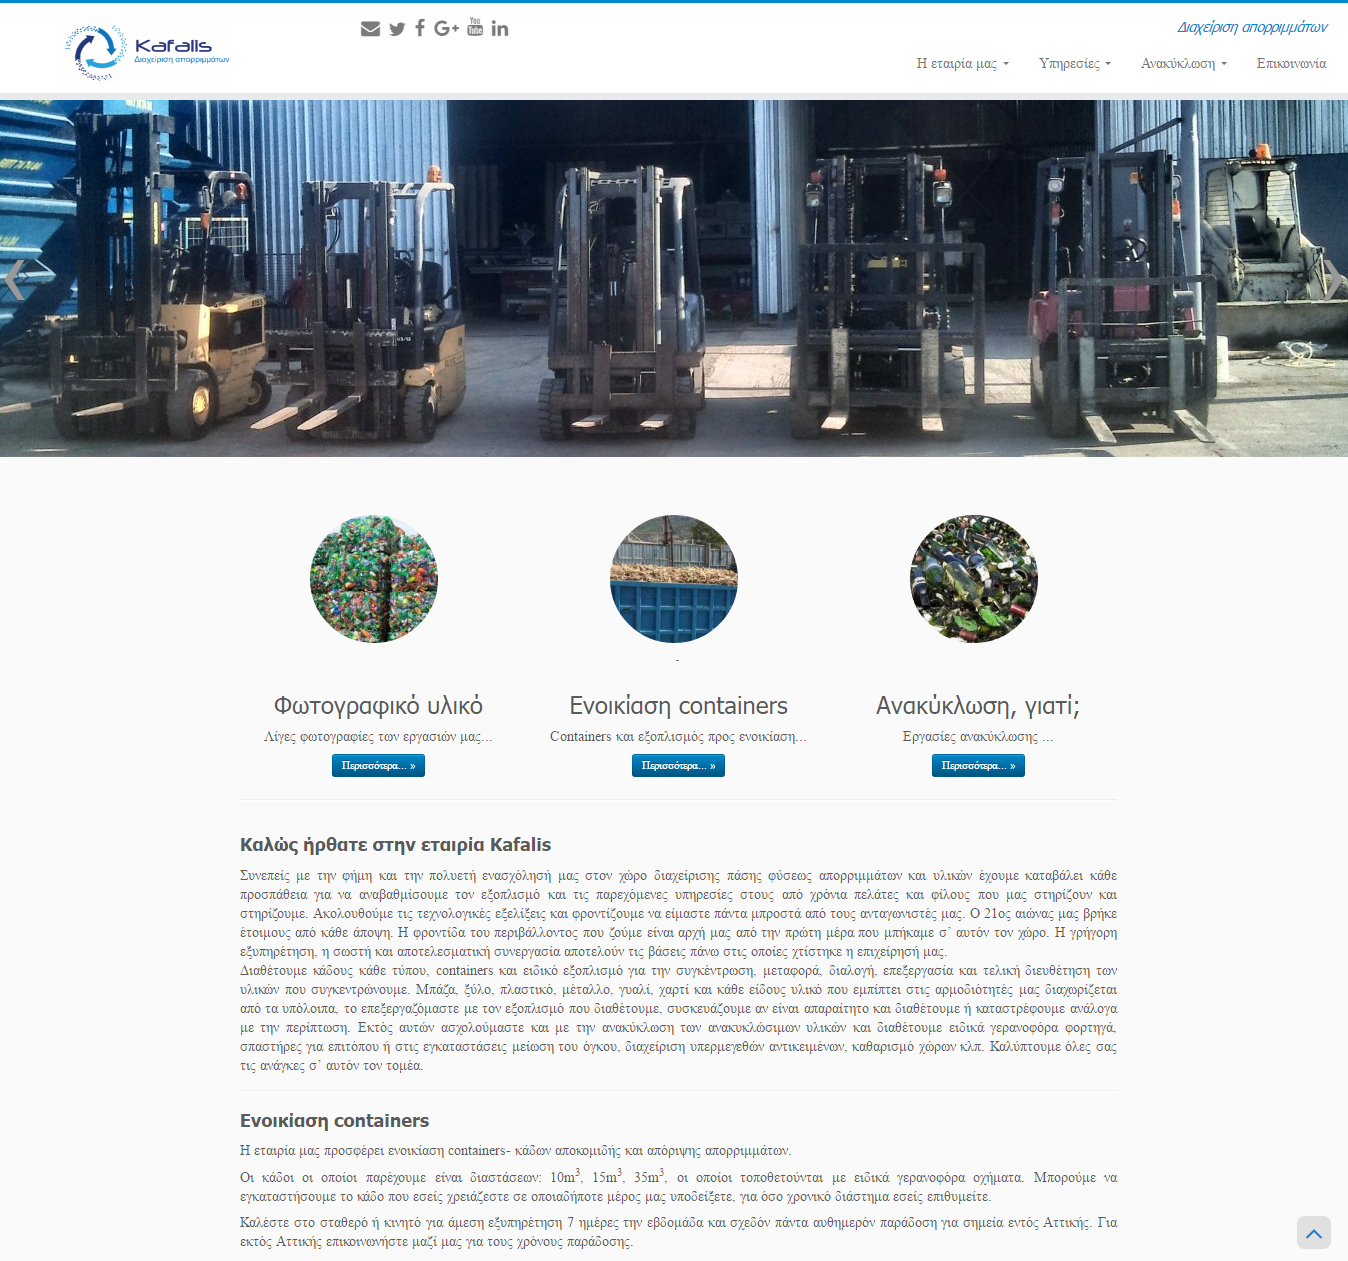 Kafalis
Διαχείριση απορριμμάτων
Διαχείριση απορριμμάτων
Η εταιρία μας
Υπηρεσίες
Ανακύκλωση
Επικοινωνία
Φωτογραφικό υλικό
Λίγες φωτογραφίες των εργασιών μας...
Περισσότερα... »
-
Ενοικίαση containers
Containers και εξοπλισμός προς ενοικίαση...
Περισσότερα... »
Ανακύκλωση, γιατί;
Εργασίες ανακύκλωσης ...
Περισσότερα... »
Καλώς ήρθατε στην εταιρία Kafalis
Συνεπείς με την φήμη και την πολυετή ενασχόλησή μας στον χώρο διαχείρισης πάσης φύσεως απορριμμάτων και υλικών έχουμε καταβάλει κάθε
προσπάθεια για να αναβαθμίσουμε τον εξοπλισμό και τις παρεχόμενες υπηρεσίες στους από χρόνια πελάτες και φίλους που μας στηρίζουν και
στηρίζουμε. Ακολουθούμε τις τεχνολογικές εξελίξεις και φροντίζουμε να είμαστε πάντα μπροστά από τους ανταγωνιστές μας. Ο 21ος αιώνας μας βρήκε
έτοιμους από κάθε άποψη. Η φροντίδα του περιβάλλοντος που ζούμε είναι αρχή μας από την πρώτη μέρα που μπήκαμε σ’ αυτόν τον χώρο. Η γρήγορη
εξυπηρέτηση, η σωστή και αποτελεσματική συνεργασία αποτελούν τις βάσεις πάνω στις οποίες χτίστηκε η επιχείρησή μας.
Διαθέτουμε κάδους κάθε τύπου, containers και ειδικό εξοπλισμό για την συγκέντρωση, μεταφορά, διαλογή, επεξεργασία και τελική διευθέτηση των
υλικών που συγκεντρώνουμε. Μπάζα, ξύλο, πλαστικό, μέταλλο, γυαλί, χαρτί και κάθε είδους υλικό που εμπίπτει στις αρμοδιότητές μας διαχωρίζεται
από τα υπόλοιπα, το επεξεργαζόμαστε με τον εξοπλισμό που διαθέτουμε, συσκευάζουμε αν είναι απαραίτητο και διαθέτουμε ή καταστρέφουμε ανάλογα
με την περίπτωση. Εκτός αυτών ασχολούμαστε και με την ανακύκλωση των ανακυκλώσιμων υλικών και διαθέτουμε ειδικά γερανοφόρα φορτηγά,
σπαστήρες για επιτόπου ή στις εγκαταστάσεις μείωση του όγκου, διαχείριση υπερμεγεθών αντικειμένων, καθαρισμό χώρων κλπ. Καλύπτουμε όλες σας
τις ανάγκες σ’ αυτόν τον τομέα.
Ενοικίαση containers
Η εταιρία μας προσφέρει ενοικίαση containers- κάδων αποκομιδής και απόριψης απορριμμάτων.
Οι κάδοι οι οποίοι παρέχουμε είναι διαστάσεων: 10m³, 15m³, 35m³, οι οποίοι τοποθετούνται με ειδικά γερανοφόρα οχήματα. Μπορούμε να
εγκαταστήσουμε το κάδο που εσείς χρειάζεστε σε οποιαδήποτε μέρος μας υποδείξετε, για όσο χρονικό διάστημα εσείς επιθυμείτε.
Καλέστε στο σταθερό ή κινητό για άμεση εξυπηρέτηση 7 ημέρες την εβδομάδα και σχεδόν πάντα αυθημερόν παράδοση για σημεία εντός Αττικής. Για
εκτός Αττικής επικοινωνήστε μαζί μας για τους χρόνους παράδοσης.